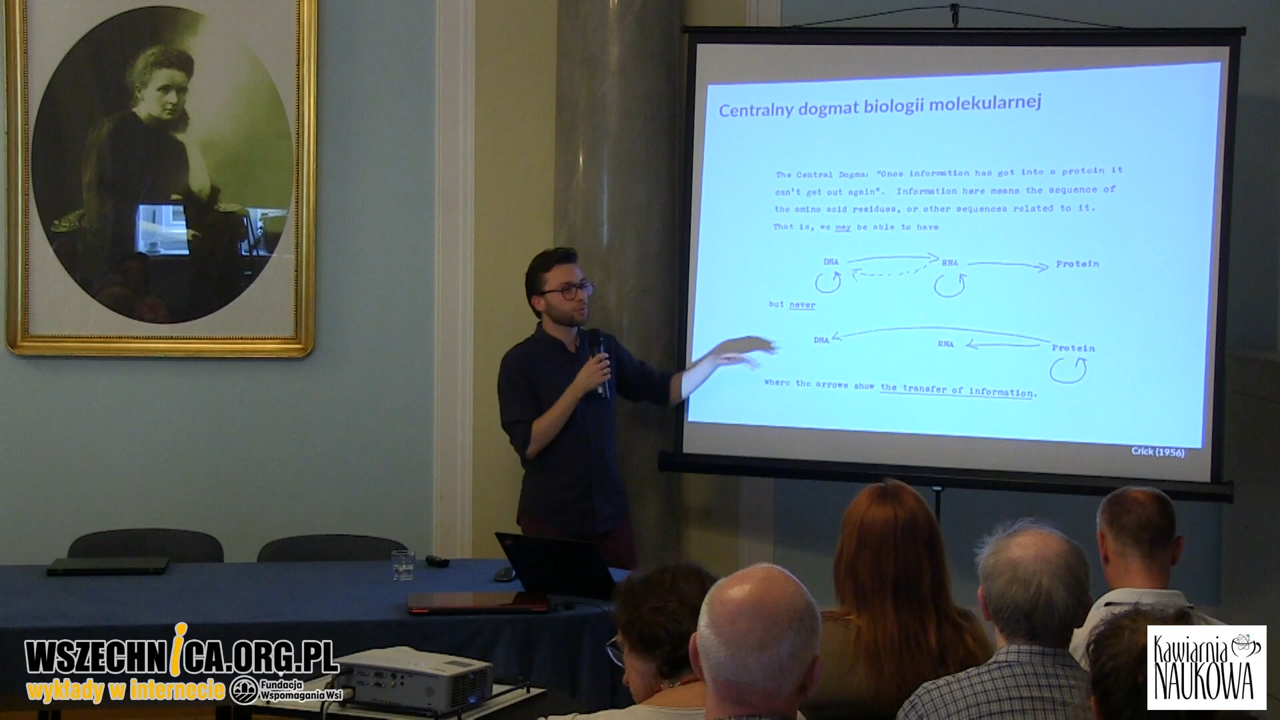 Centralny dogmat biologii molekularnej
The Central Dogma: "Once information has got into a protein it
can't get out again". Information here means the sequence of
the amino acid residues, or other sequences related to it.
That is, we may be able to have
DNA RNA Protein
but never
DNA RNA Protein
where the arrows show the transfer of information.
Crick (1956)
WSZECHNICA.ORG.PL
wykłady w internecie
Fundacja
Wspomagania Wsi
Kawiarnia
NAUKOWA